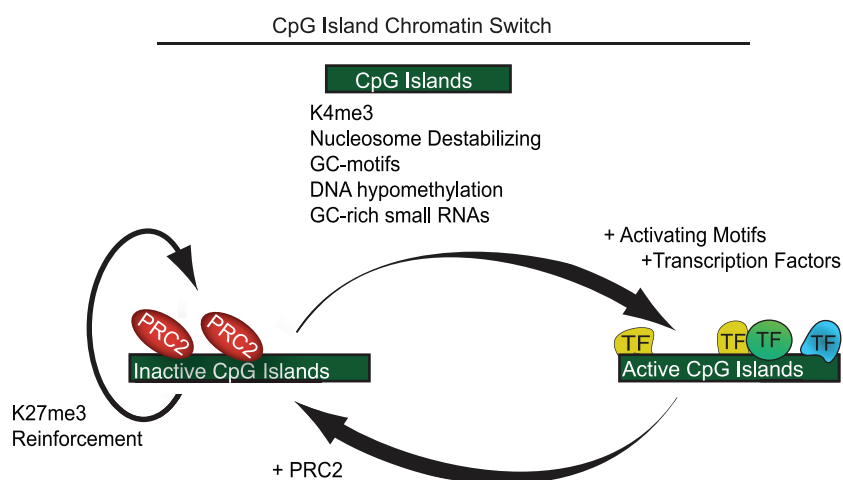 CpG Island Chromatin Switch
CpG Islands
K4me3
Nucleosome Destabilizing
GC-motifs
DNA hypomethylation
GC-rich small RNAs
+ Activating Motifs
+Transcription Factors
PRC2
PRC2
TF
TF
TF
TF
Inactive CpG Islands
Active CpG Islands
K27me3
Reinforcement
+ PRC2